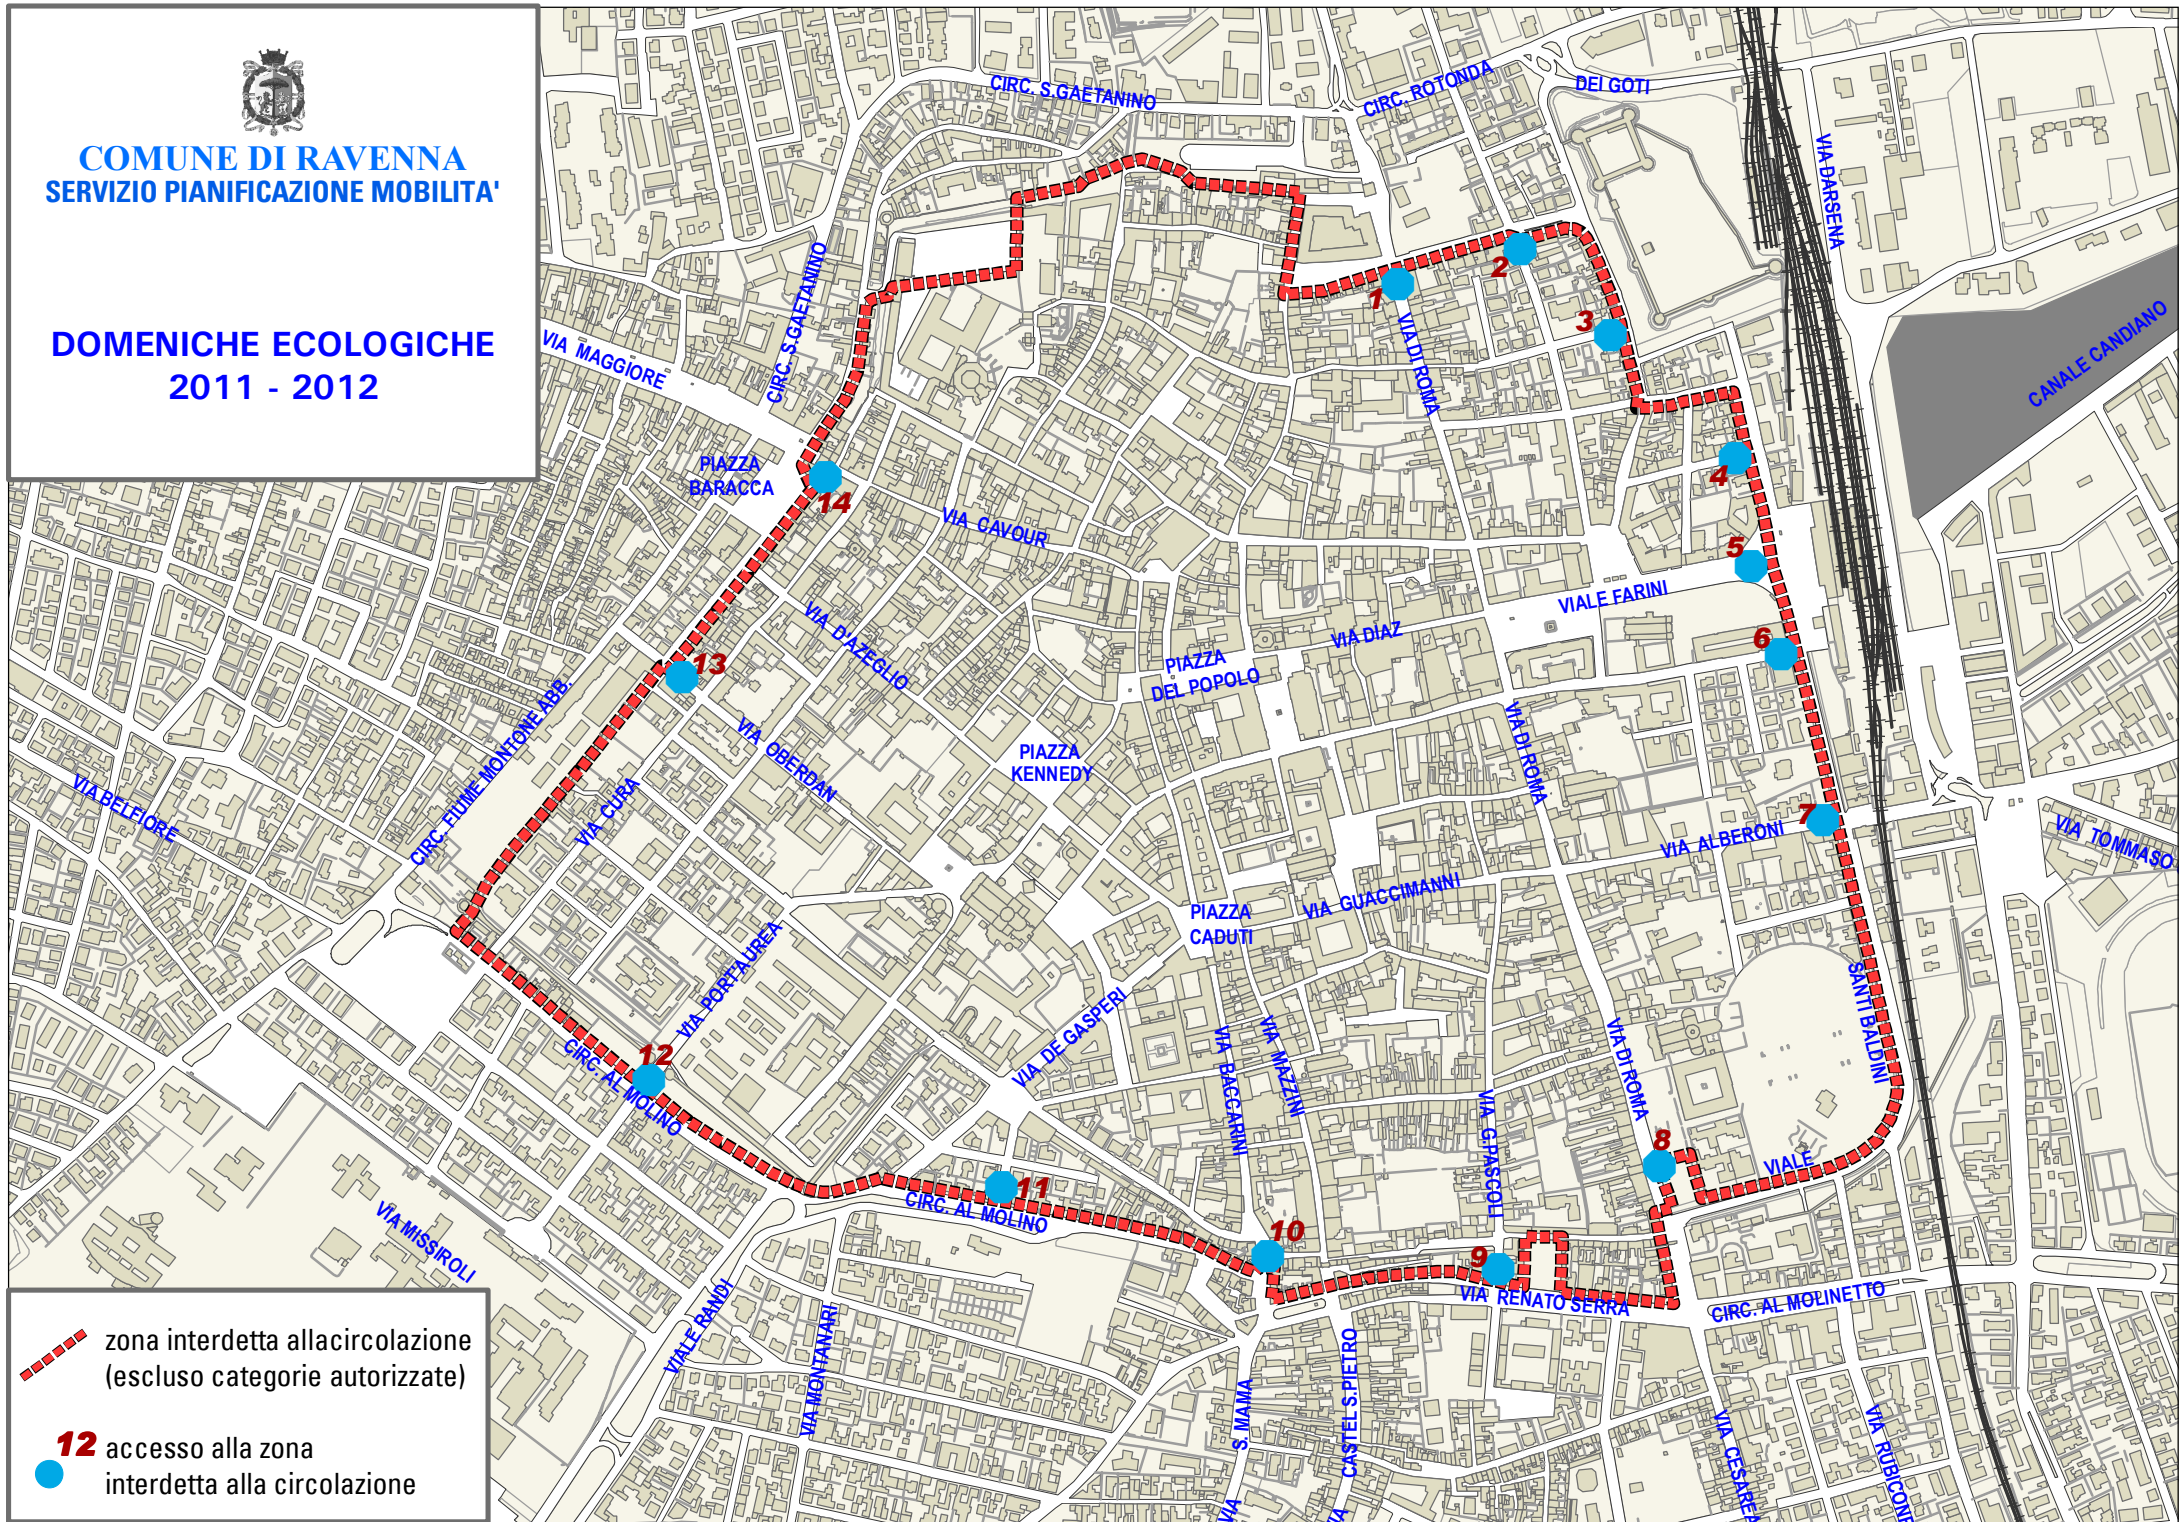 COMUNE DI RAVENNA
SERVIZIO PIANIFICAZIONE MOBILITA'
DOMENICHE ECOLOGICHE
2011 - 2012
CIRC. S.GAETANINO
CIRC. ROTONDA
DEI GOTI
VIA DARSENA
CANALE CANDIANO
CIRC. S.GAETANINO
VIA MAGGIORE
1
2
3
VIA DI ROMA
PIAZZA
BARACCA
14
VIA CAVOUR
4
5
VIALE FARINI
VIA DIAZ
6
PIAZZA
DEL POPOLO
VIA D'AZEGLIO
13
CIRC. FIUME MONTONE ABB.
VIA OBERDAN
PIAZZA
KENNEDY
VIA DI ROMA
VIA BELFIORE
VIA CURA
7
VIA ALBERONI
VIA TOMMASO
VIA GUACCIMANNI
PIAZZA
CADUTI
VIA PORT'AUREA
SANTI BALDINI
VIA DE GASPERI
VIA BACCARINI
VIA MAZZINI
VIA G.PASCOLI
VIA DI ROMA
12
CIRC. AL MOLINO
8
VIALE
11
CIRC. AL MOLINO
10
9
VIA RENATO SERRA
CIRC. AL MOLINETTO
VIA MISSIROLI
VIALE RANDI
VIA MONTANARI
VIA S. MAMA
VIA CASTEL S.PIETRO
VIA CESAREA
VIA RUBICONE
zona interdetta allacircolazione
(escluso categorie autorizzate)
12 accesso alla zona
interdetta alla circolazione